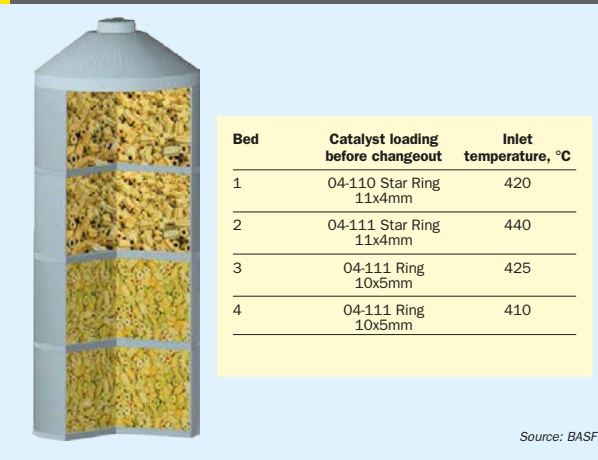 Bed Catalyst loading before changeout Inlet temperature, °C
1 04-110 Star Ring 11x4mm 420
2 04-111 Star Ring 11x4mm 440
3 04-111 Ring 10x5mm 425
4 04-111 Ring 10x5mm 410
Source: BASF